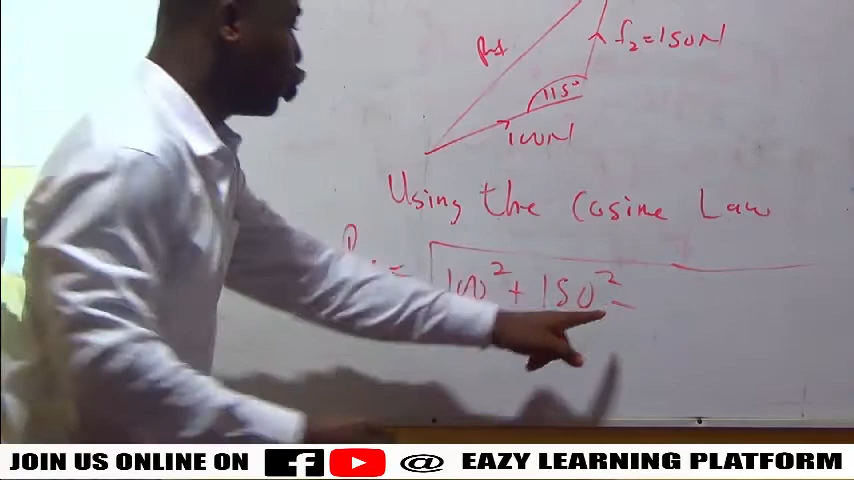 f₂=150N
115°
100N
Using the Cosine Law
= √100² + 150² -
JOIN US ONLINE ON f @ EAZY LEARNING PLATFORM